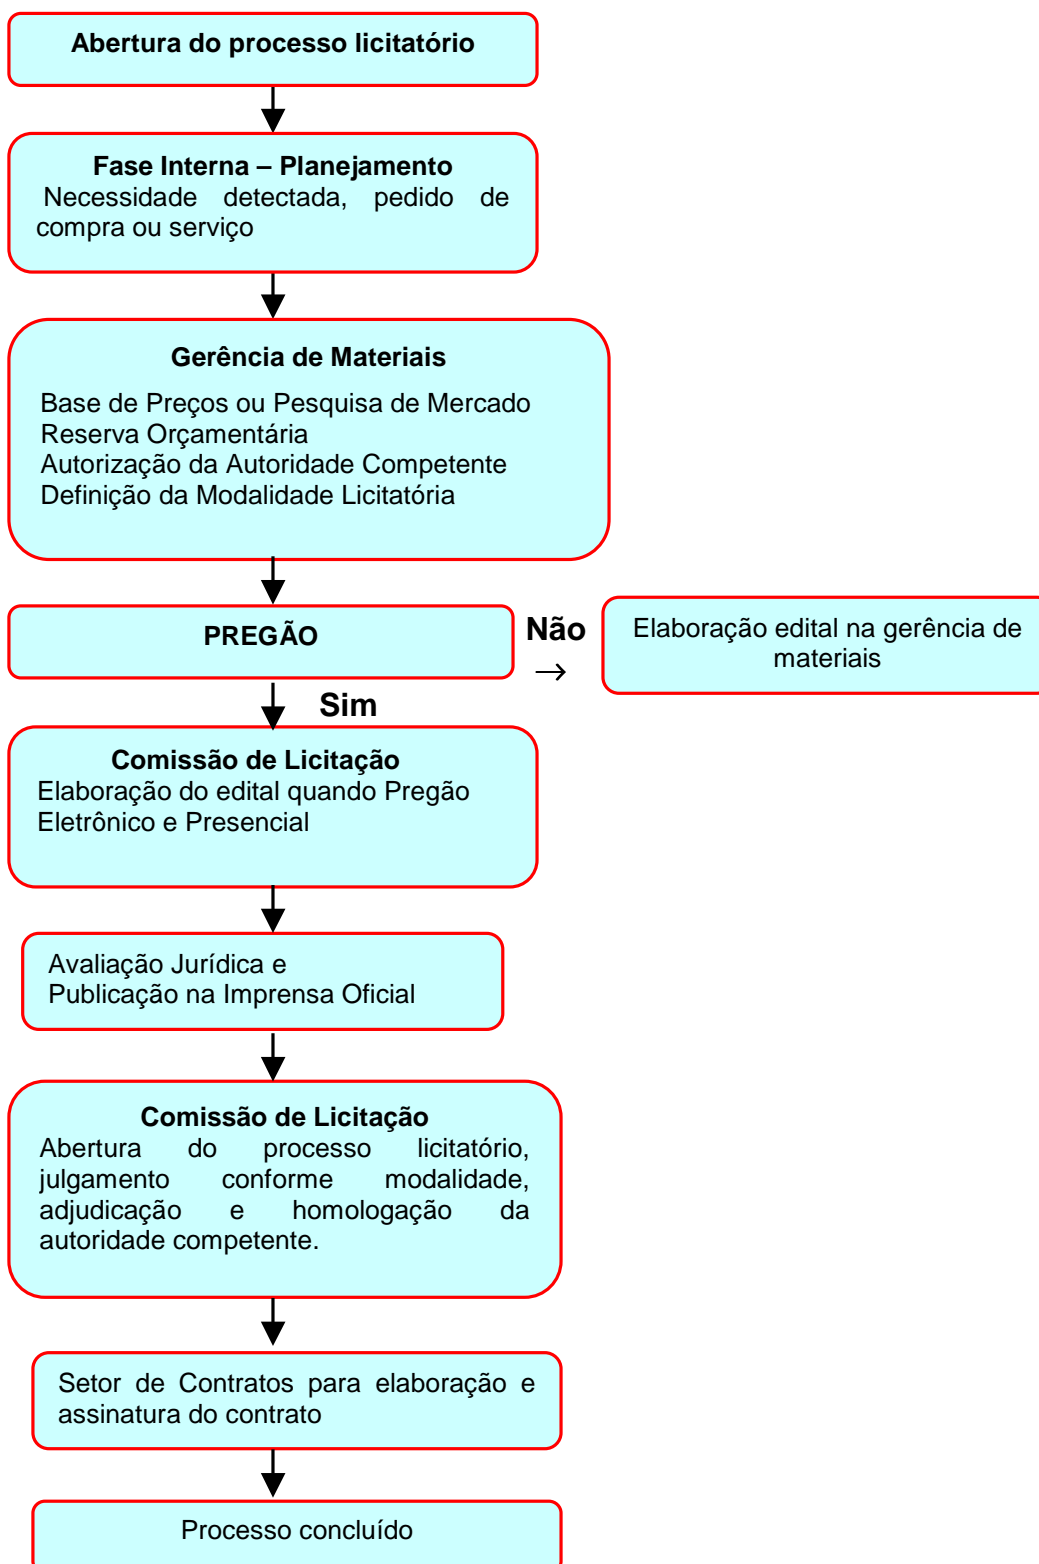 Abertura do processo licitatório
Fase Interna – Planejamento
Necessidade detectada, pedido de
compra ou serviço
Gerência de Materiais
Base de Preços ou Pesquisa de Mercado
Reserva Orçamentária
Autorização da Autoridade Competente
Definição da Modalidade Licitatória
PREGÃO
Não
→
Elaboração edital na gerência de
materiais
Sim
Comissão de Licitação
Elaboração do edital quando Pregão
Eletrônico e Presencial
Avaliação Jurídica e
Publicação na Imprensa Oficial
Comissão de Licitação
Abertura do processo licitatório,
julgamento conforme modalidade,
adjudicação e homologação da
autoridade competente.
Setor de Contratos para elaboração e
assinatura do contrato
Processo concluído